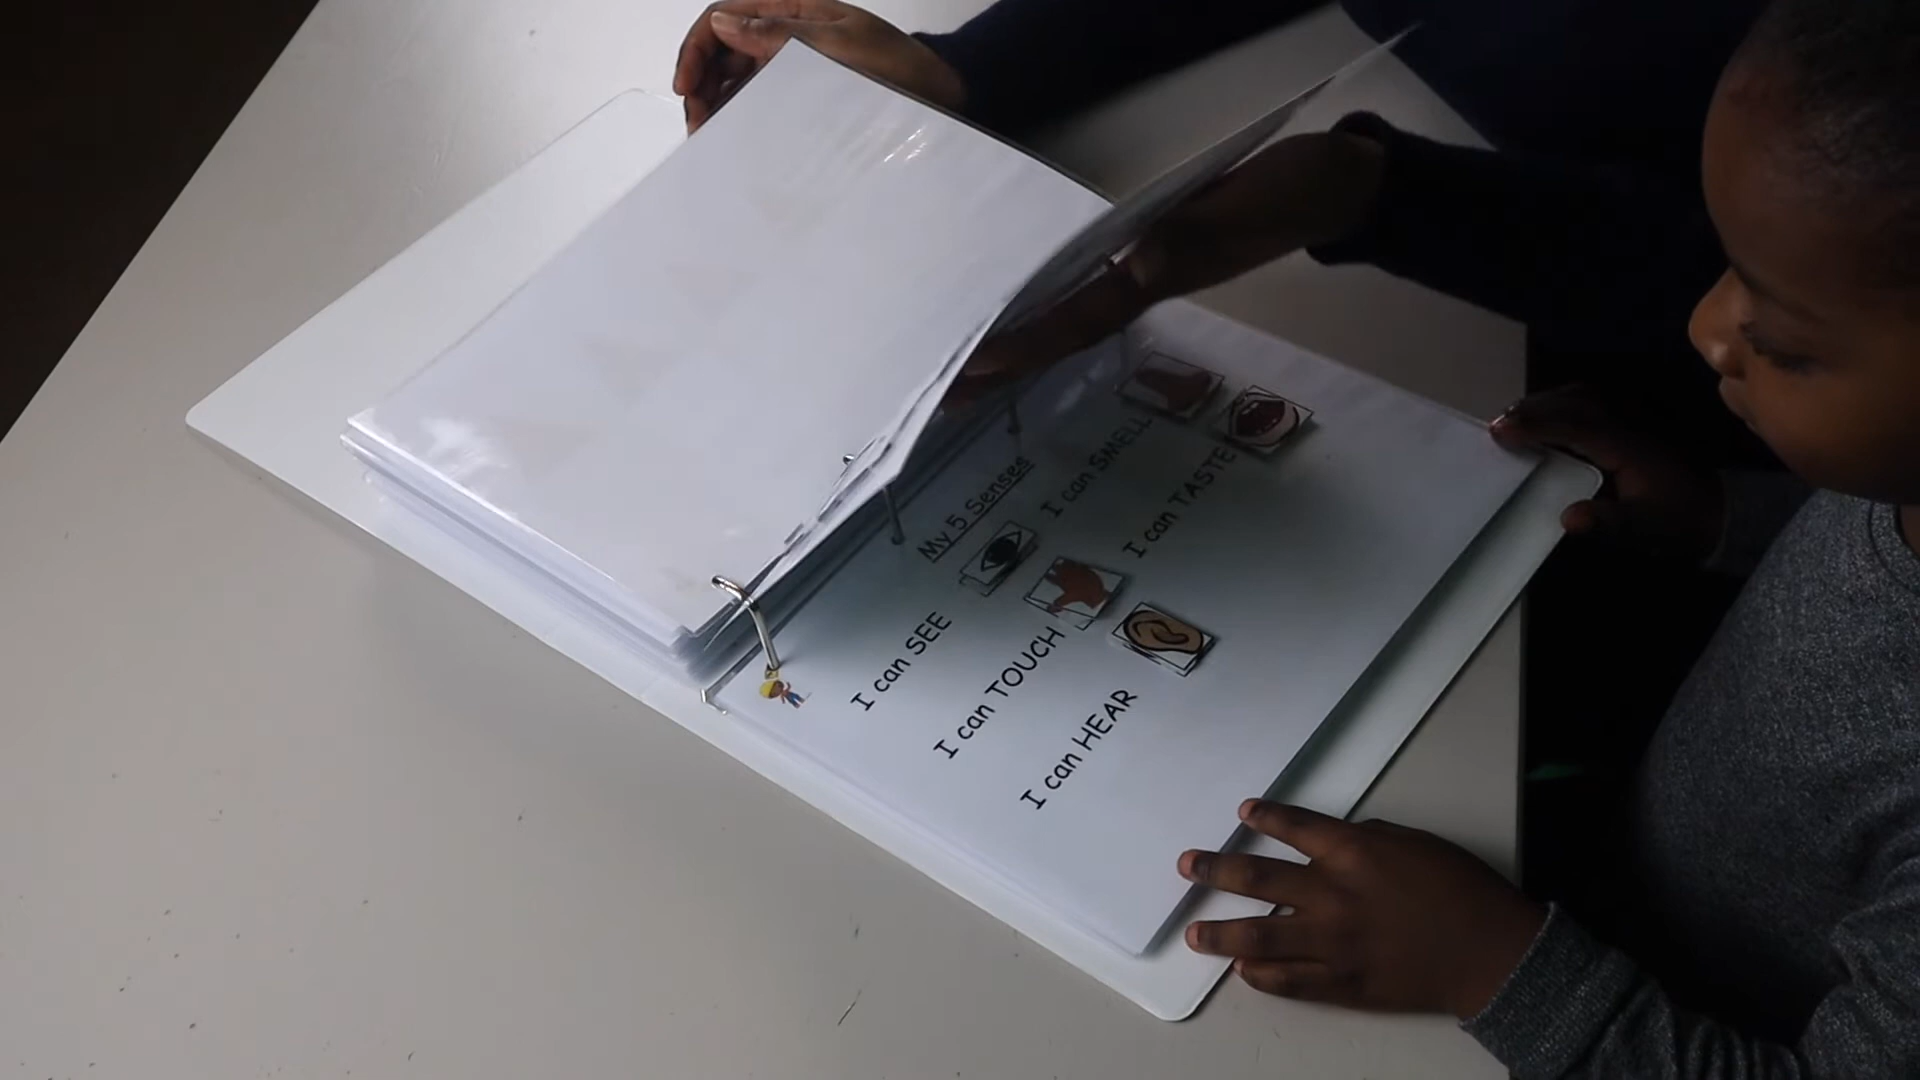 My 5 Senses
I can SEE
I can TOUCH
I can HEAR
I can SMELL
I can TASTE